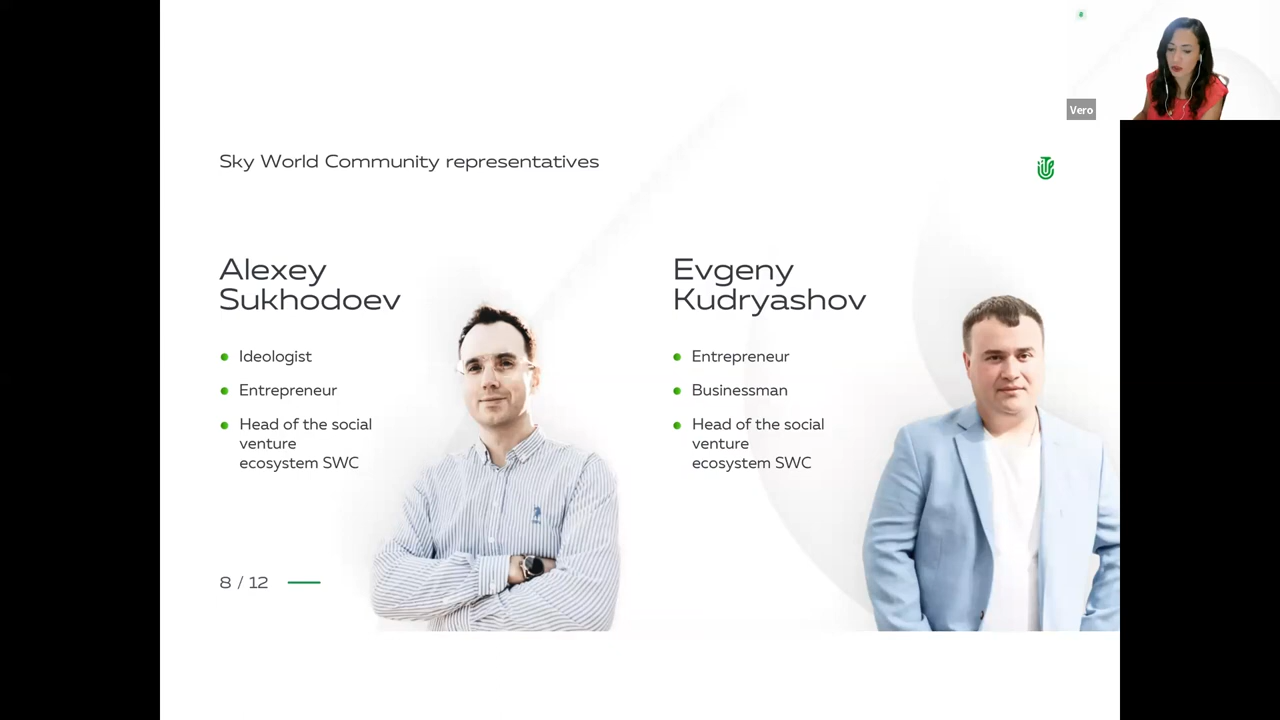 Vero
Sky World Community representatives
Alexey
Sukhodoev
Ideologist
Entrepreneur
Head of the social
venture
ecosystem SWC
8 / 12
Evgeny
Kudryashov
Entrepreneur
Businessman
Head of the social
venture
ecosystem SWC